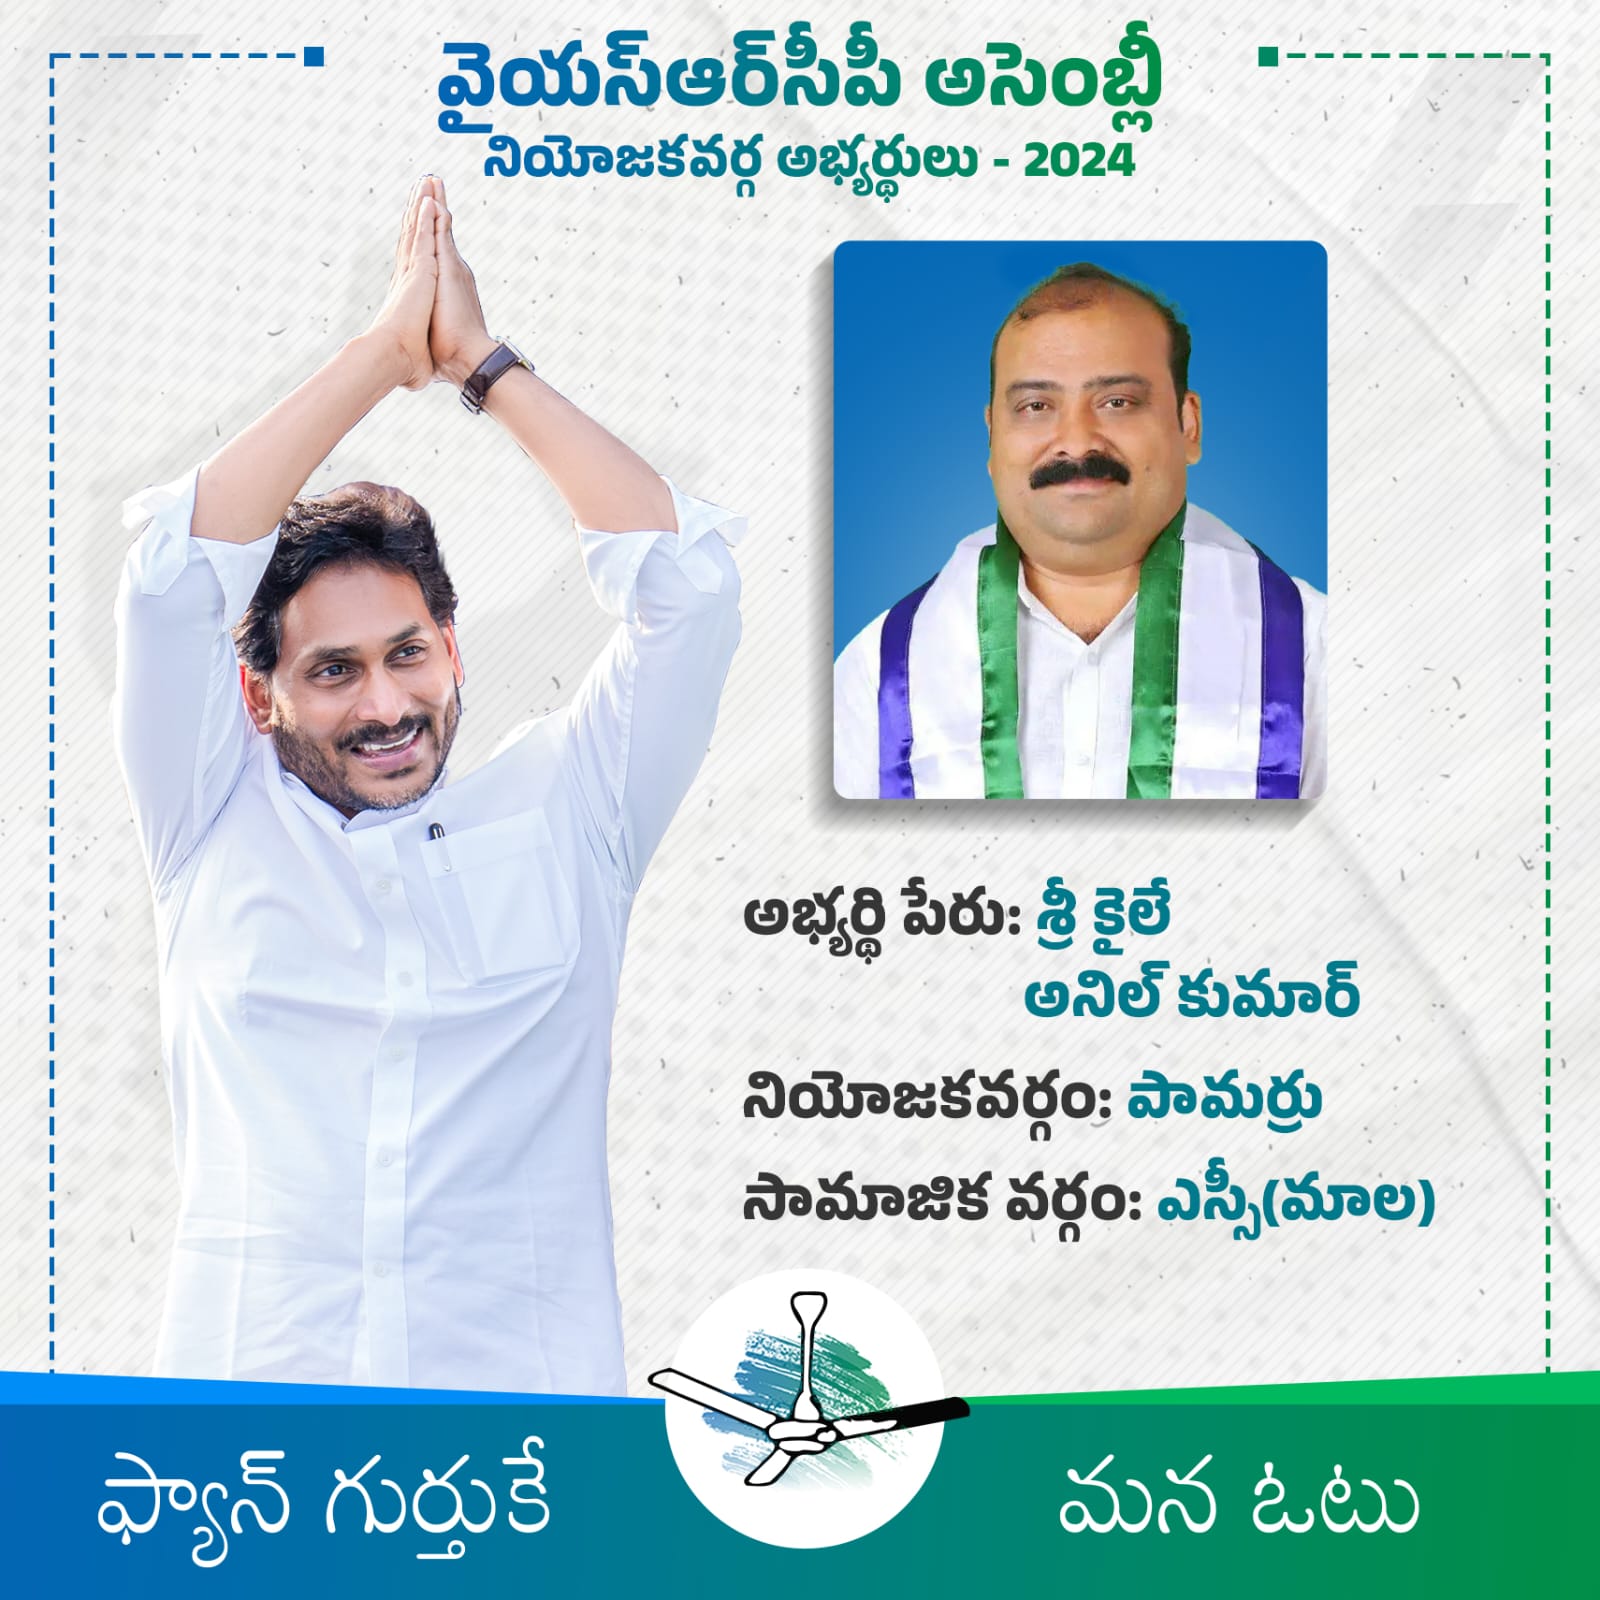 వైయస్ఆర్‌సీపీ అసెంబ్లీ
నియోజకవర్గ అభ్యర్థులు - 2024
అభ్యర్థి పేరు: శ్రీ కైలే
అనిల్ కుమార్
నియోజకవర్గం: పామర్రు
సామాజిక వర్గం: ఎస్సీ(మాల)
ఫ్యాన్ గుర్తుకే
మన ఓటు